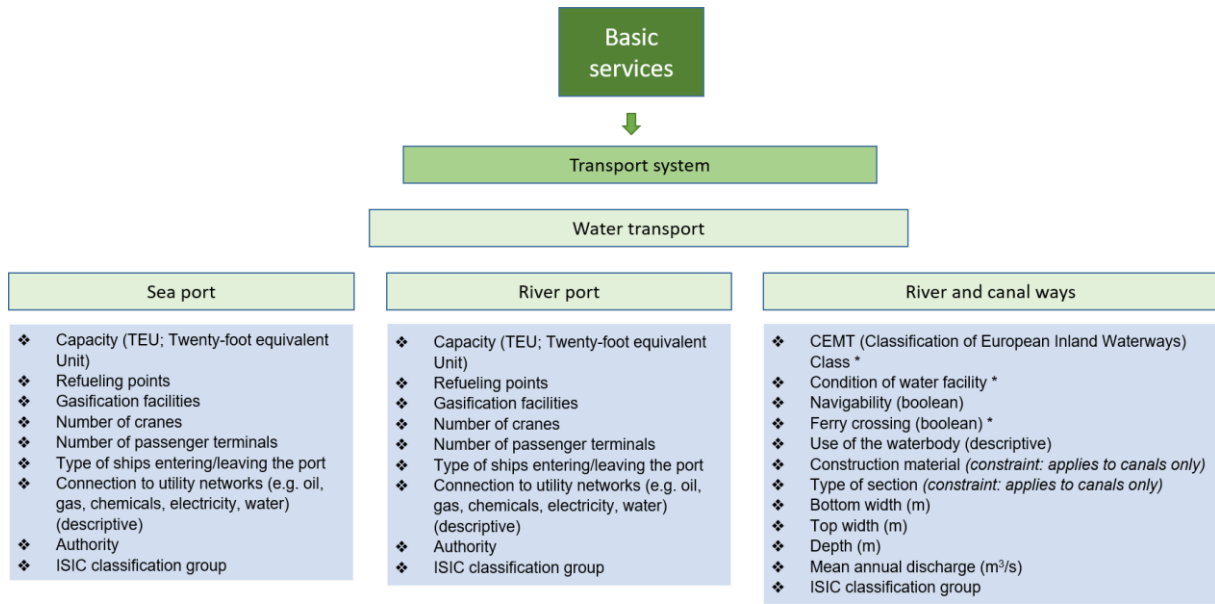 Basic
services
Transport system
Water transport
Sea port
❖ Capacity (TEU; Twenty-foot equivalent
Unit)
❖ Refueling points
❖ Gasification facilities
❖ Number of cranes
❖ Number of passenger terminals
❖ Type of ships entering/leaving the port
❖ Connection to utility networks (e.g. oil,
gas, chemicals, electricity, water)
(descriptive)
❖ Authority
❖ ISIC classification group
River port
❖ Capacity (TEU; Twenty-foot equivalent
Unit)
❖ Refueling points
❖ Gasification facilities
❖ Number of cranes
❖ Number of passenger terminals
❖ Type of ships entering/leaving the port
❖ Connection to utility networks (e.g. oil,
gas, chemicals, electricity, water)
(descriptive)
❖ Authority
❖ ISIC classification group
River and canal ways
❖ CEMT (Classification of European Inland Waterways)
Class *
❖ Condition of water facility *
❖ Navigability (boolean)
❖ Ferry crossing (boolean) *
❖ Use of the waterbody (descriptive)
❖ Construction material (constraint: applies to canals only)
❖ Type of section (constraint: applies to canals only)
❖ Bottom width (m)
❖ Top width (m)
❖ Depth (m)
❖ Mean annual discharge (m³/s)
❖ ISIC classification group